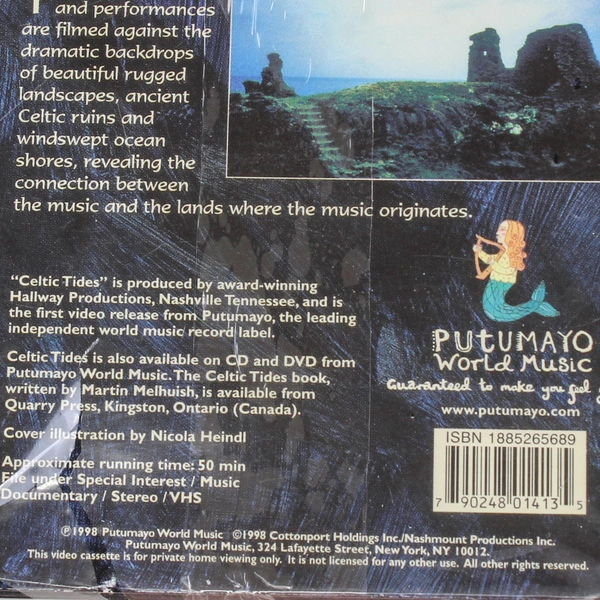 and performances
are filmed against the
dramatic backdrops
of beautiful rugged
landscapes, ancient
Celtic ruins and
windswept ocean
shores, revealing the
connection between
the music and the lands where the music originates.
"Celtic Tides" is produced by award-winning
Hallway Productions, Nashville Tennessee, and is
the first video release from Putumayo, the leading
independent world music record label.
Celtic Tides is also available on CD and DVD from
Putumayo World Music. The Celtic Tides book,
written by Martin Melhuish, is available from
Quarry Press, Kingston, Ontario (Canada).
Cover illustration by Nicola Heindl
Approximate running time: 50 min
File under Special Interest / Music
Documentary / Stereo / VHS
PUTUMAYO
World Music
Guaranteed to make you feel
www.putumayo.com
ISBN 1885265689
7 90248 01413 5
℗1998 Putumayo World Music ©1998 Cottonport Holdings Inc./Nashmount Productions Inc.
Putumayo World Music, 324 Lafayette Street, New York, NY 10012.
This video cassette is for private home viewing only. It is not licensed for any other use. All other rights reserved.